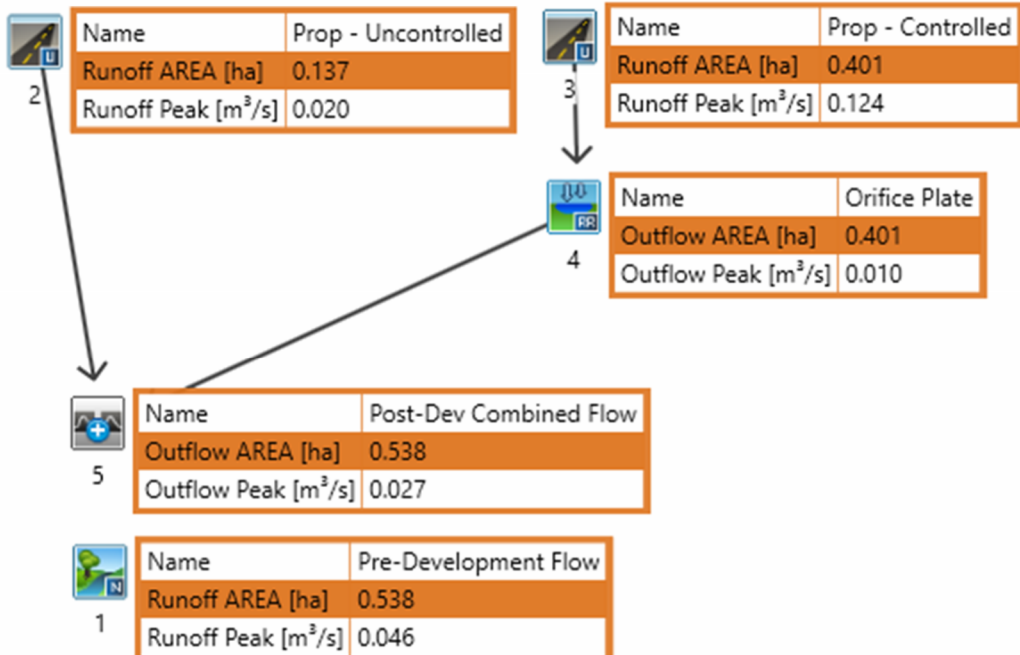 Name Prop - Uncontrolled
Runoff AREA [ha] 0.137
Runoff Peak [m³/s] 0.020
U
2
Name Prop - Controlled
Runoff AREA [ha] 0.401
Runoff Peak [m³/s] 0.124
U
3
Name Orifice Plate
Outflow AREA [ha] 0.401
Outflow Peak [m³/s] 0.010
RR
4
Name Post-Dev Combined Flow
Outflow AREA [ha] 0.538
Outflow Peak [m³/s] 0.027
5
Name Pre-Development Flow
Runoff AREA [ha] 0.538
Runoff Peak [m³/s] 0.046
N
1